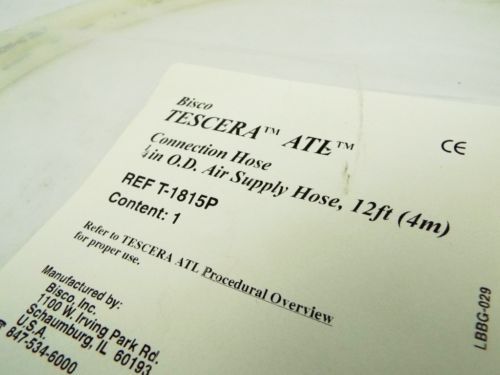 Bisco
TESCERA™ ATL™
CE
Connection Hose
¼in O.D. Air Supply Hose, 12ft (4m)
REF T-1815P
Content: 1
Refer to TESCERA ATL Procedural Overview
for proper use.
Manufactured by:
Bisco, Inc.
1100 W. Irving Park Rd.
Schaumburg, IL 60193
U.S.A.
☎ 847-534-6000
LBBG-029